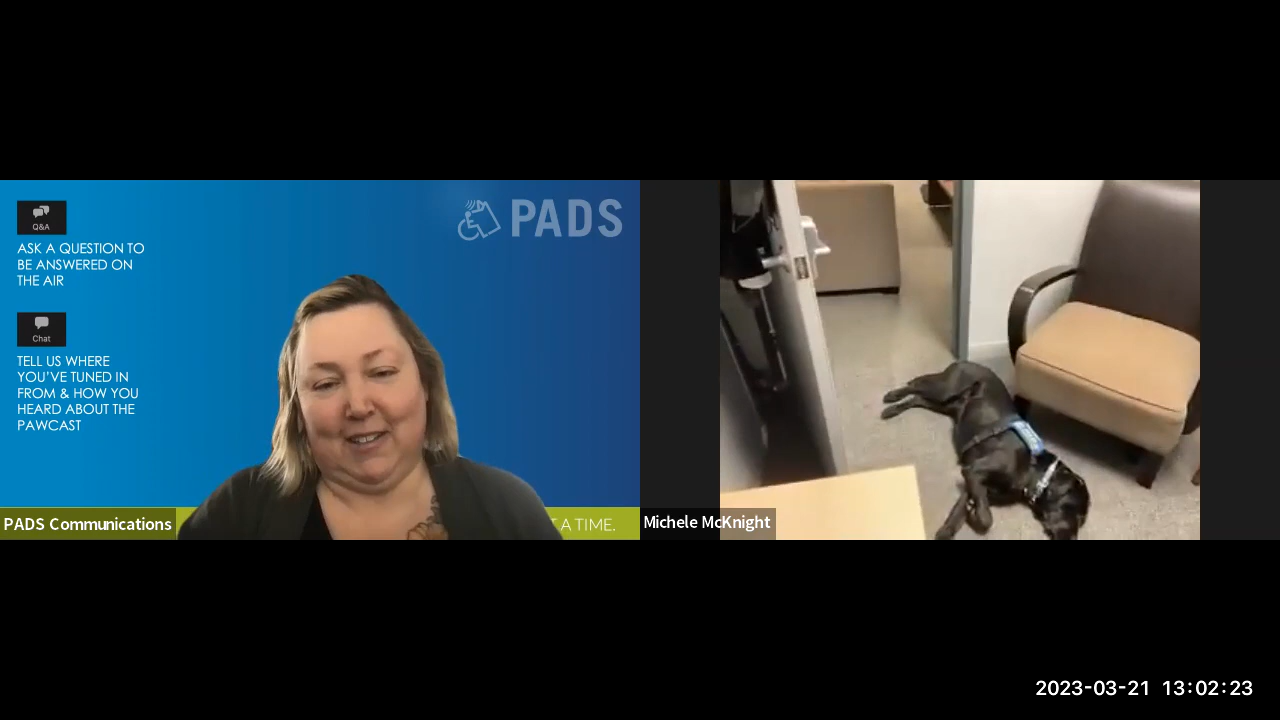 Q&A
ASK A QUESTION TO
BE ANSWERED ON
THE AIR
Chat
TELL US WHERE
YOU'VE TUNED IN
FROM & HOW YOU
HEARD ABOUT THE
PAWCAST
PADS
PADS Communications
T A TIME.
Michele McKnight
2023-03-21 13:02:23